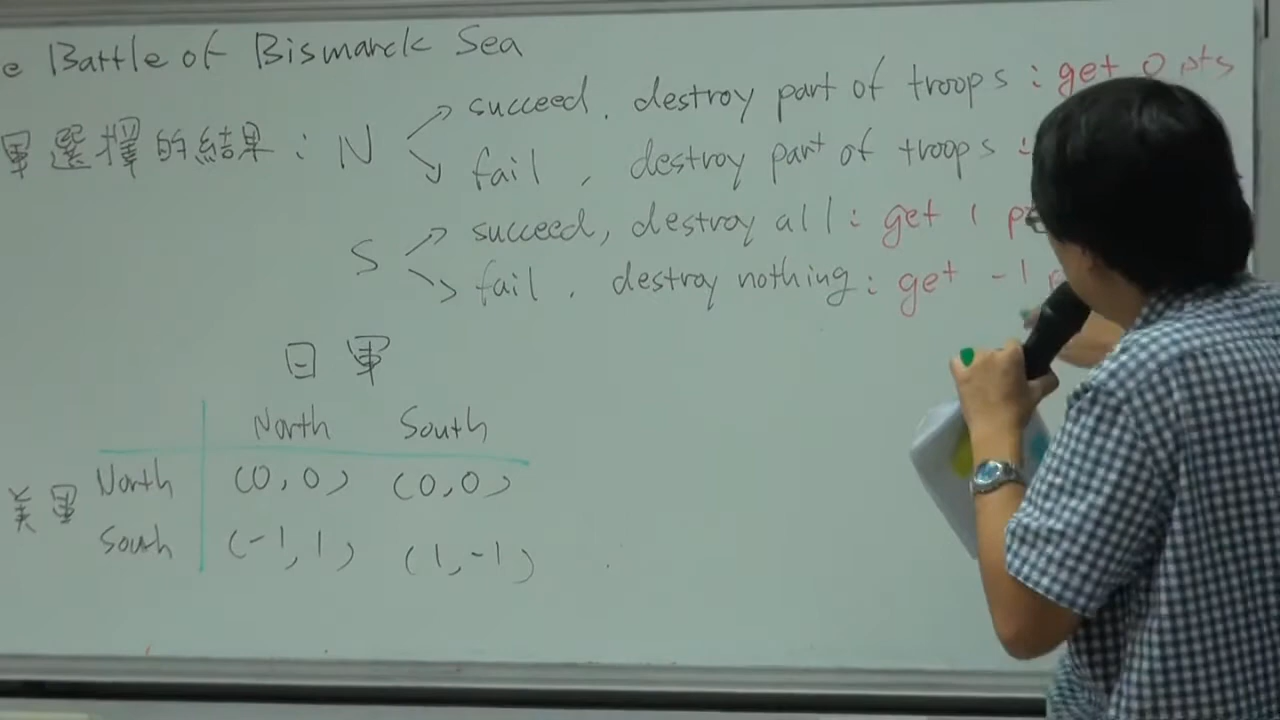 e Battle of Bismarck Sea
軍選擇的結果: N succeed, destroy part of troops: get 0 pts
fail, destroy part of troops:
S succeed, destroy all: get 1
fail, destroy nothing: get -1
日軍
North South
美軍 North (0,0) (0,0)
South (-1,1) (1,-1)